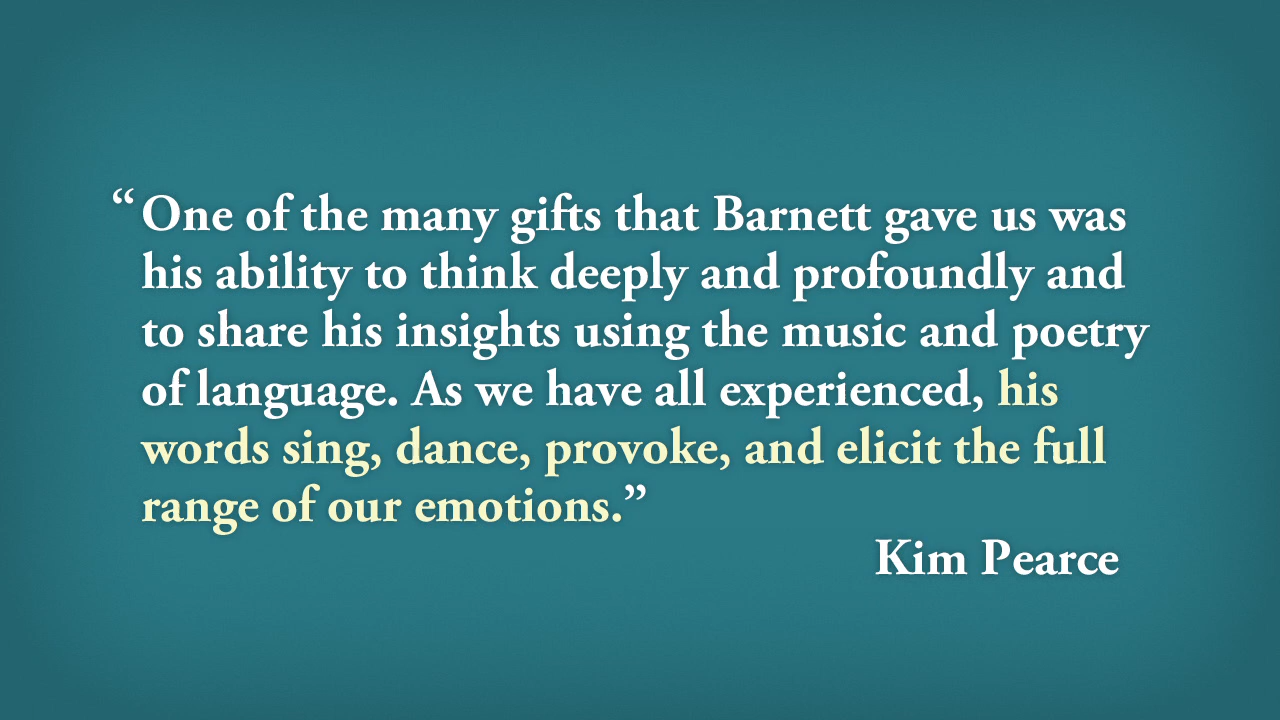 “One of the many gifts that Barnett gave us was
his ability to think deeply and profoundly and
to share his insights using the music and poetry
of language. As we have all experienced, his
words sing, dance, provoke, and elicit the full
range of our emotions.”
Kim Pearce